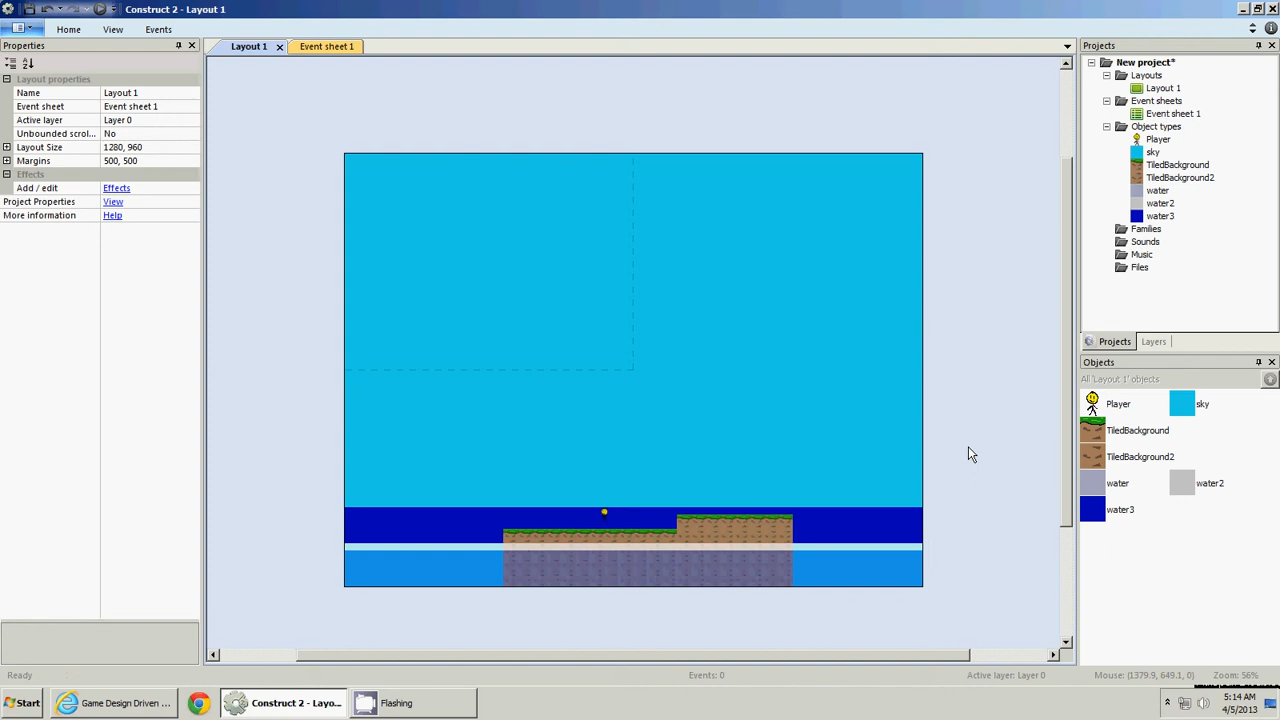 Construct 2 - Layout 1
Home View Events
Properties
Layout 1 Event sheet 1
Projects
Layout properties
Name Layout 1
Event sheet Event sheet 1
Active layer Layer 0
Unbounded scrol... No
Layout Size 1280, 960
Margins 500, 500
Effects
Add / edit Effects
Project Properties View
More information Help
New project*
Layouts
Layout 1
Event sheets
Event sheet 1
Object types
Player
sky
TiledBackground
TiledBackground2
water
water2
water3
Families
Sounds
Music
Files
Projects Layers
Objects
All 'Layout 1' objects
Player sky
TiledBackground
TiledBackground2
water water2
water3
Ready Events: 0 Active layer: Layer 0 Mouse: (1379.9, 649.1, 0) Zoom: 56%
Start Game Design Driven ... Construct 2 - Layo... Flashing
5:14 AM
4/5/2013